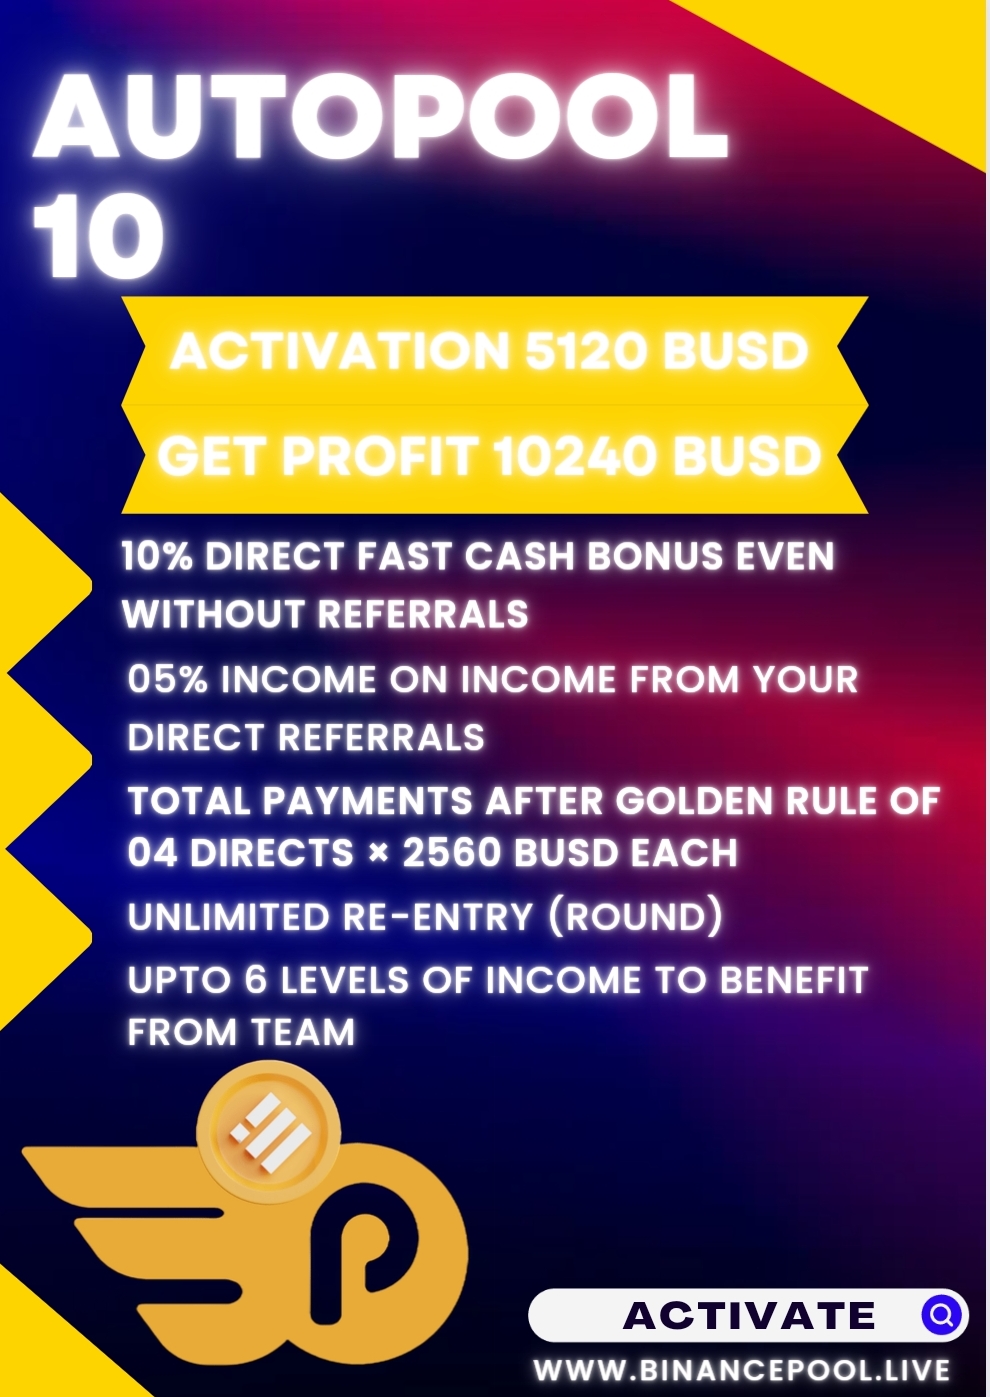 AUTOPOOL
10
ACTIVATION 5120 BUSD
GET PROFIT 10240 BUSD
10% DIRECT FAST CASH BONUS EVEN
WITHOUT REFERRALS
05% INCOME ON INCOME FROM YOUR
DIRECT REFERRALS
TOTAL PAYMENTS AFTER GOLDEN RULE OF
04 DIRECTS × 2560 BUSD EACH
UNLIMITED RE-ENTRY (ROUND)
UPTO 6 LEVELS OF INCOME TO BENEFIT
FROM TEAM
ACTIVATE
WWW.BINANCEPOOL.LIVE